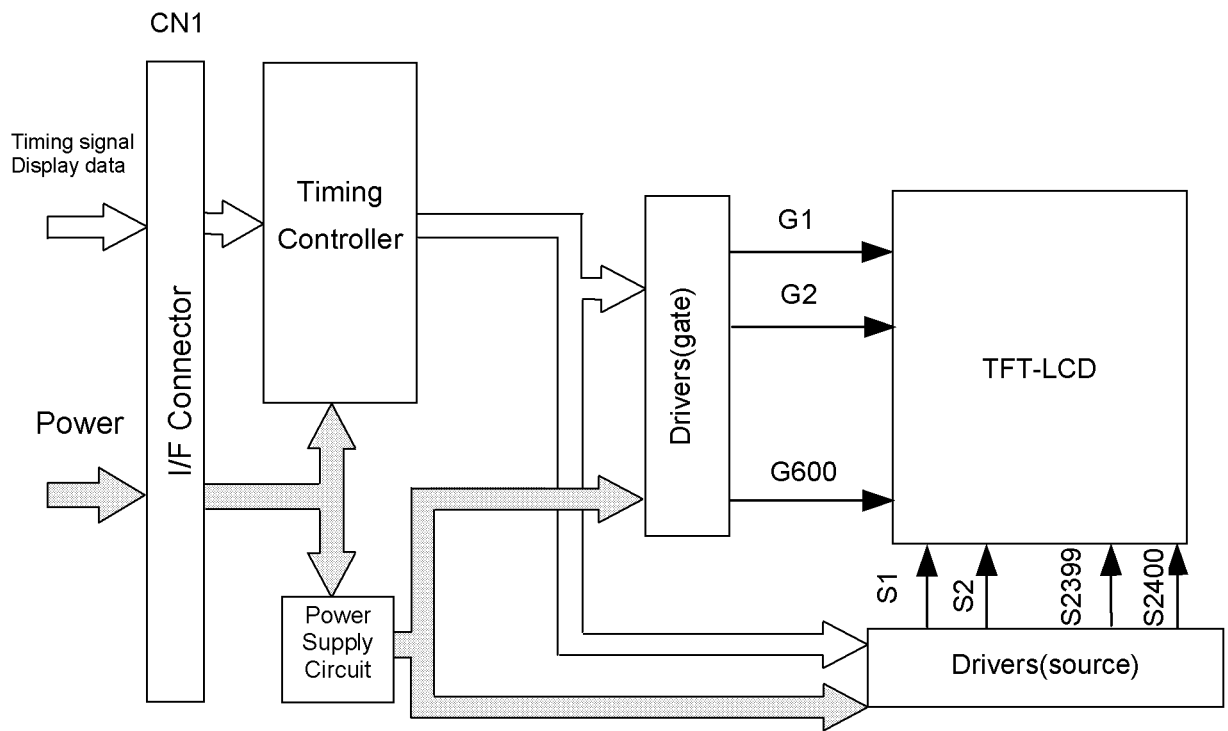 CN1
Timing signal
Display data
Power
I/F Connector
Timing
Controller
Power
Supply
Circuit
Drivers(gate)
G1
G2
G600
TFT-LCD
S1
S2
S2399
S2400
Drivers(source)